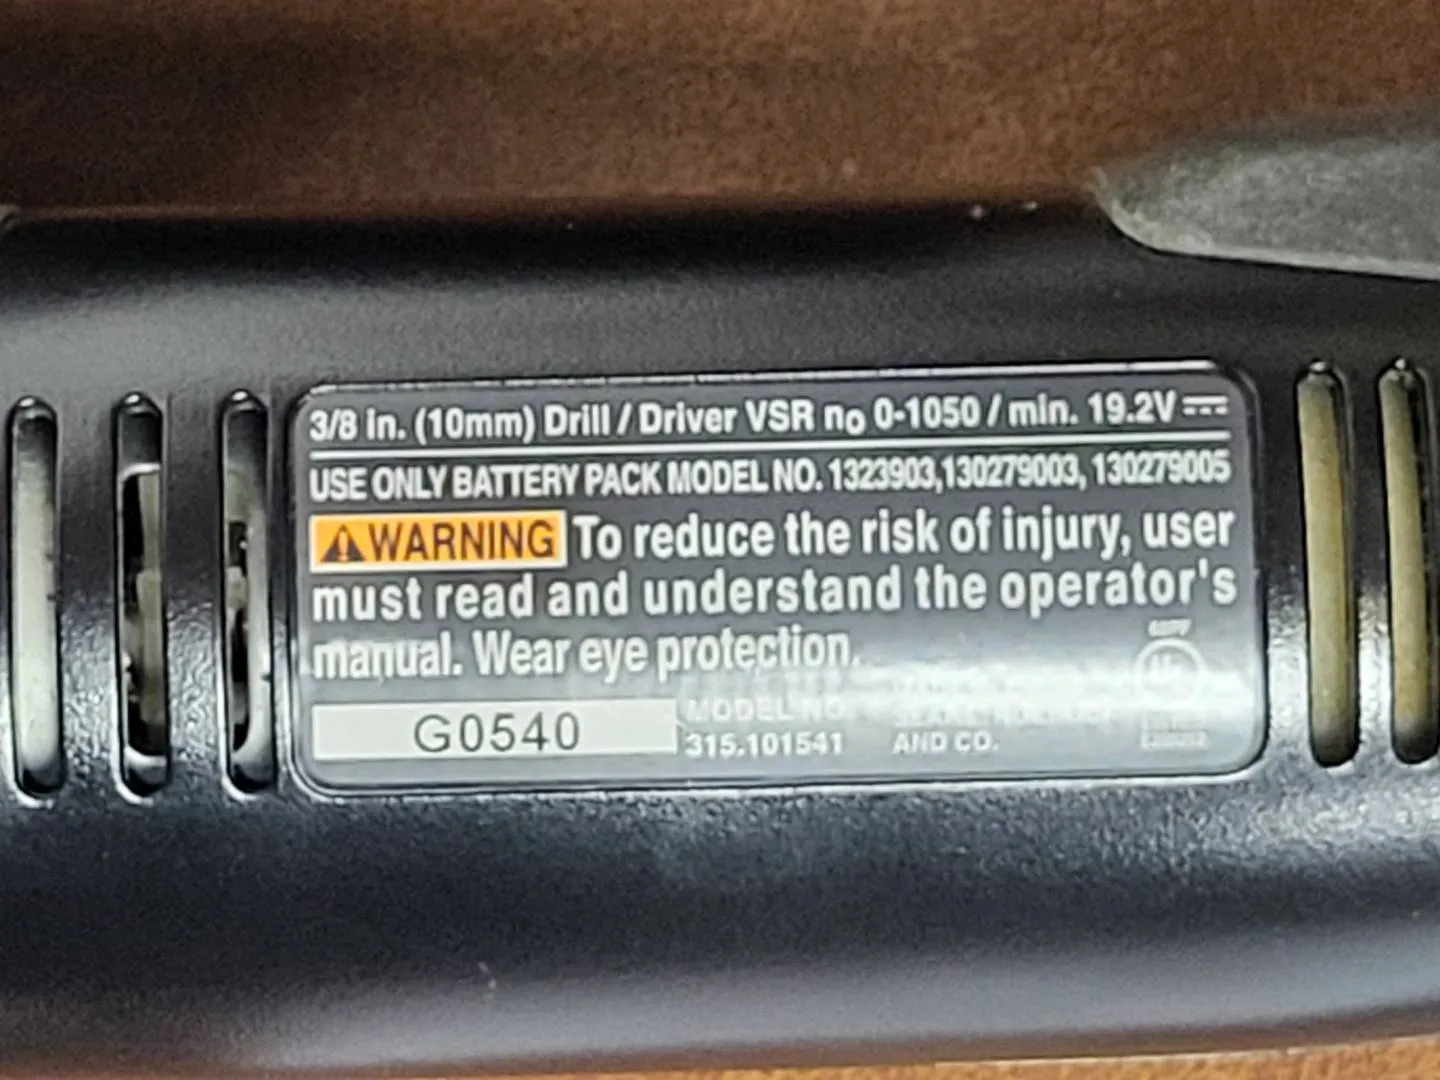 3/8 in. (10mm) Drill / Driver VSR no 0-1050 / min. 19.2V
USE ONLY BATTERY PACK MODEL NO. 1323903,130279003, 130279005
WARNING To reduce the risk of injury, user
must read and understand the operator's
manual. Wear eye protection.
G0540
MODEL NO.
315.101541
SEARS, ROEBUCK
AND CO.